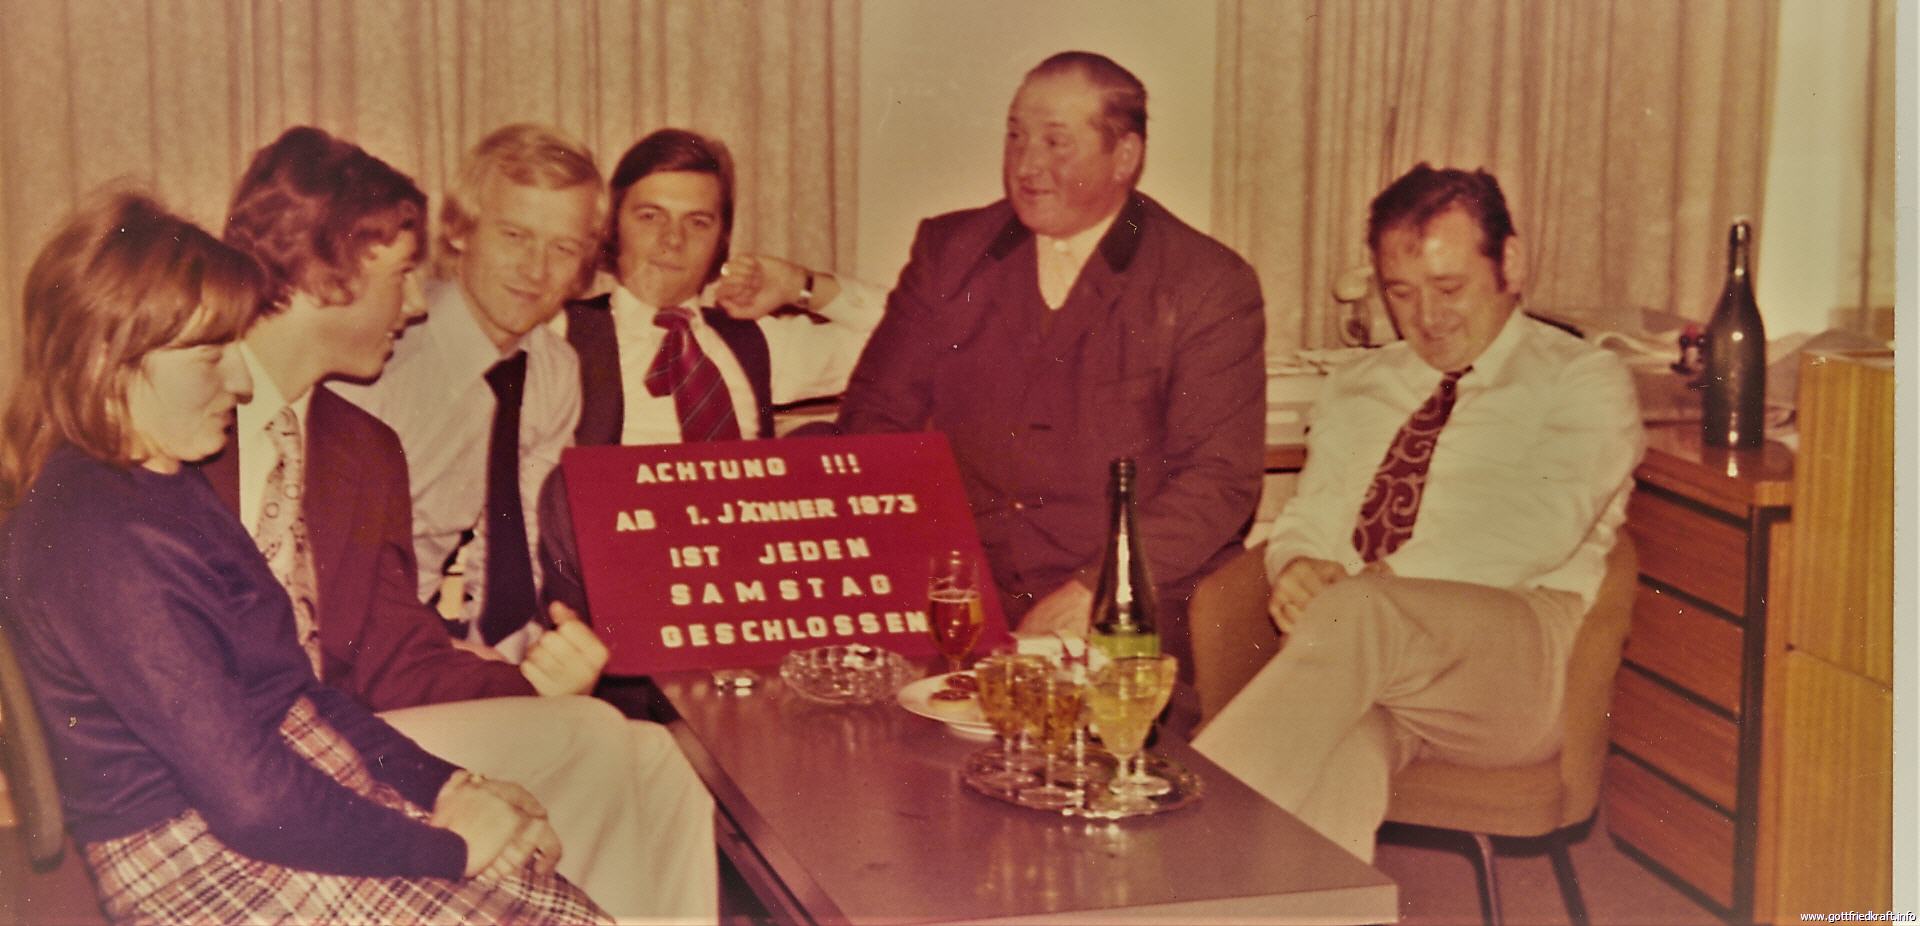 ACHTUNG !!!
AB 1. JÄNNER 1973
IST JEDEN
SAMSTAG
GESCHLOSSEN
www.gottfriedkraft.info